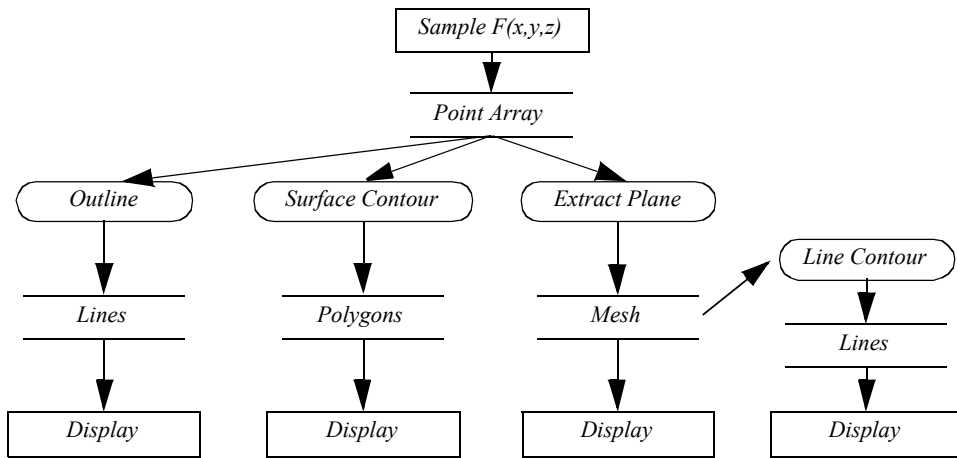 Sample F(x,y,z)
Point Array
Outline
Surface Contour
Extract Plane
Line Contour
Lines
Polygons
Mesh
Lines
Display
Display
Display
Display